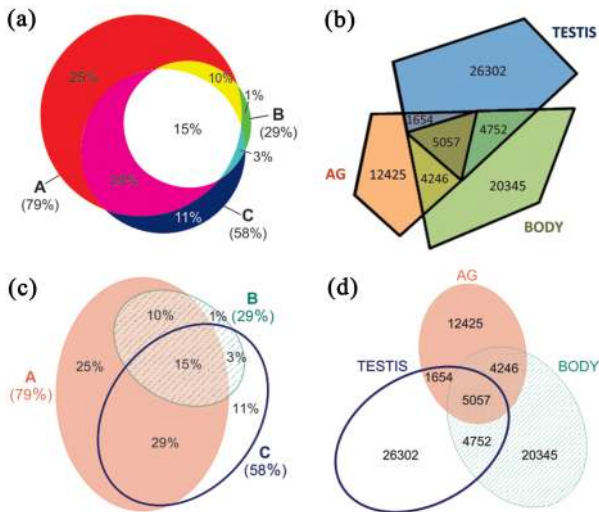 (a)
25%
10%
1%
B
(29%)
15%
3%
29%
A
(79%)
11%
C
(58%)
(b)
TESTIS
26302
1654
5057
4752
AG
12425
4246
20345
BODY
(c)
10%
1%
B
(29%)
25%
15%
3%
A
(79%)
11%
29%
C
(58%)
(d)
AG
12425
TESTIS
4246
BODY
1654
5057
4752
26302
20345